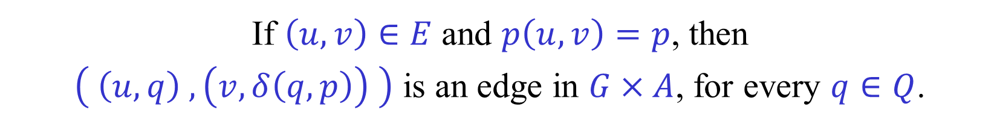 If (u, v) ∈ E and p(u, v) = p, then
( (u, q) , (v, δ(q, p)) ) is an edge in G × A, for every q ∈ Q.